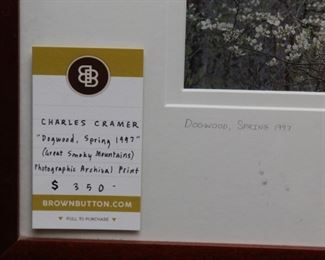 BB
CHARLES CRAMER
"Dogwood, Spring 1997"
(Great Smoky Mountains)
Photographic Archival Print
$ 350-
BROWNBUTTON.COM
▼ PULL TO PURCHASE ▼
DOGWOOD, SPRING 1997